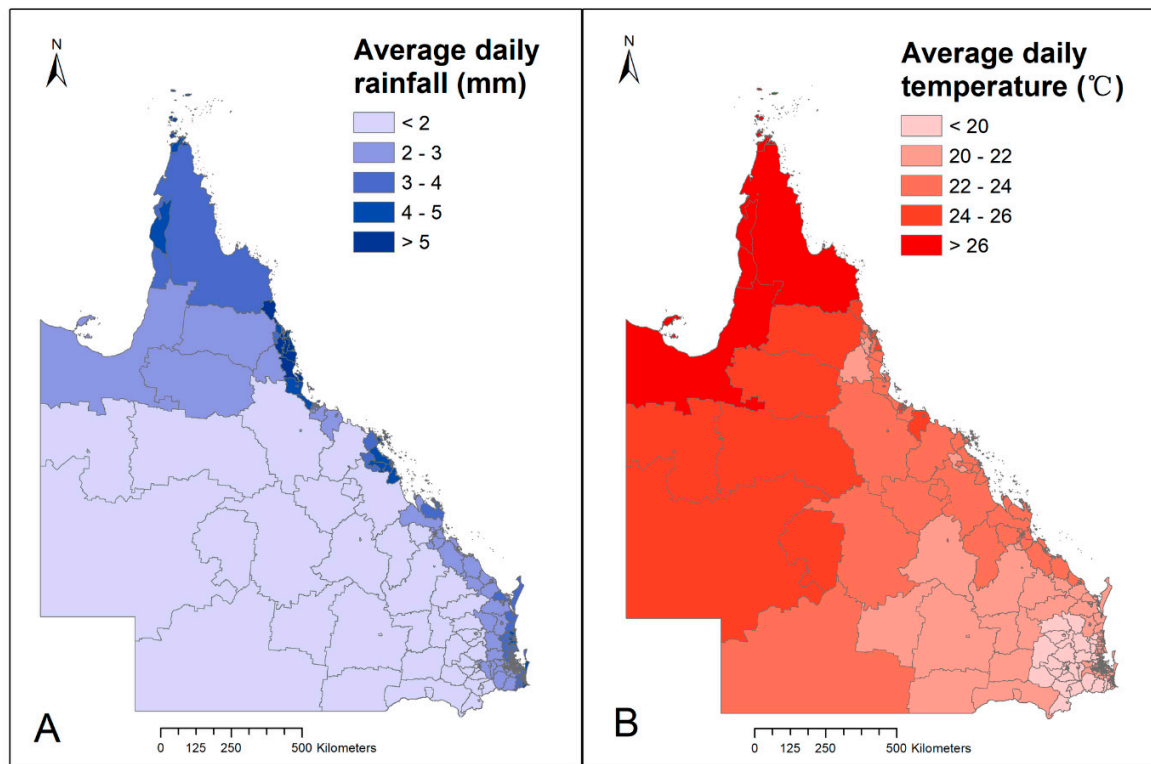 N
Average daily
rainfall (mm)
< 2
2 - 3
3 - 4
4 - 5
> 5
A
0 125 250 500 Kilometers
N
Average daily
temperature (℃)
< 20
20 - 22
22 - 24
24 - 26
> 26
B
0 125 250 500 Kilometers